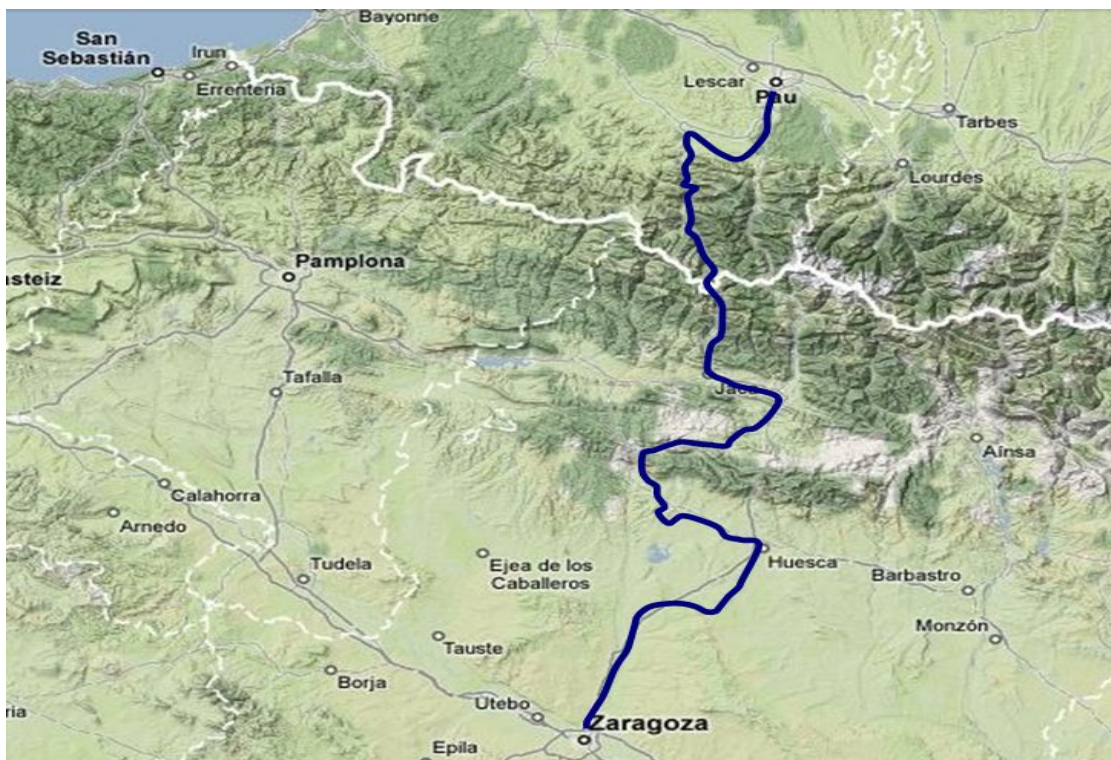 Bayonne
San
Sebastián
Irun
Errenteria
Lescar
Pau
Tarbes
Lourdes
Pamplona
asteiz
Tafalla
Jaca
Aínsa
Calahorra
Arnedo
Tudela
Ejea de los
Caballeros
Huesca
Barbastro
Monzón
Tauste
Borja
Utebo
Zaragoza
ria
Epila